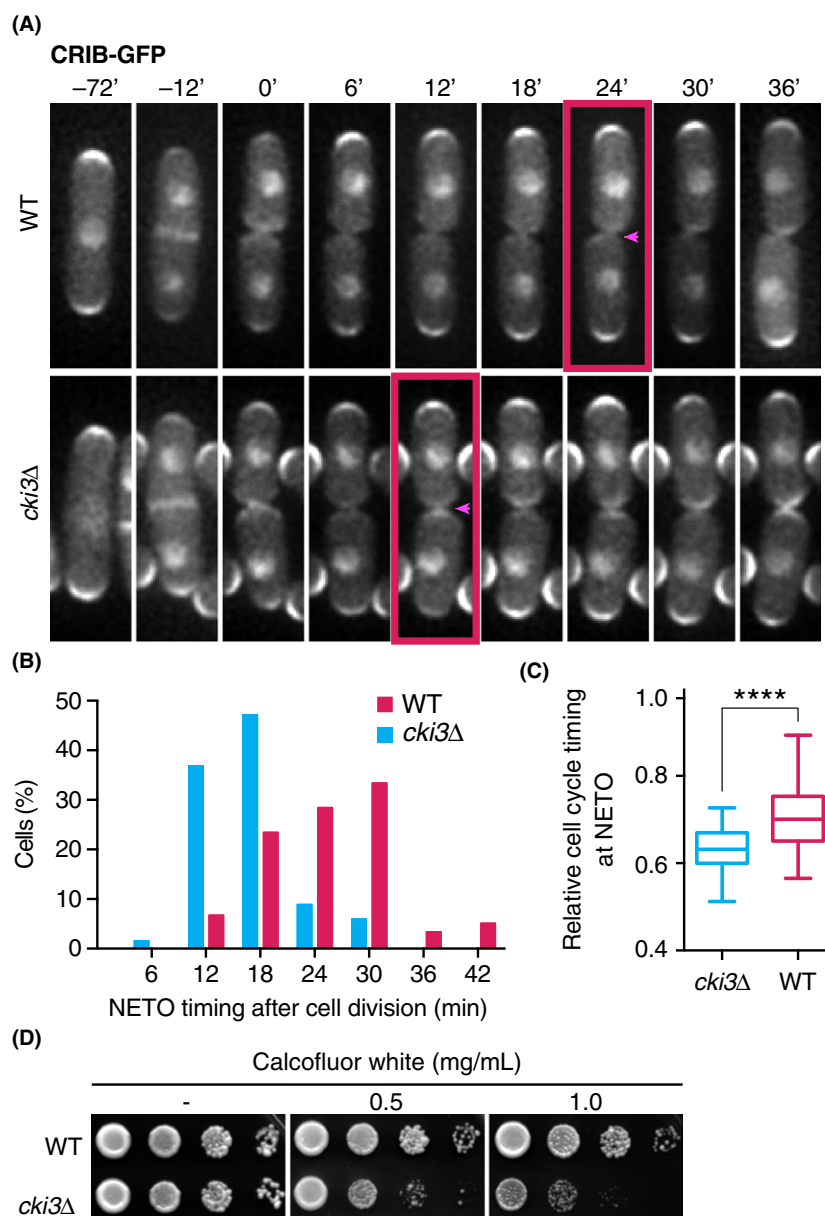 (A)
CRIB-GFP
–72’ –12’ 0’ 6’ 12’ 18’ 24’ 30’ 36’
WT
cki3Δ
(B)
50
40
30
20
10
0
Cells (%)
WT
cki3Δ
6 12 18 24 30 36 42
NETO timing after cell division (min)
(C)
1.0
0.8
0.6
0.4
Relative cell cycle timing
at NETO
****
cki3Δ WT
(D)
Calcofluor white (mg/mL)
- 0.5 1.0
WT
cki3Δ